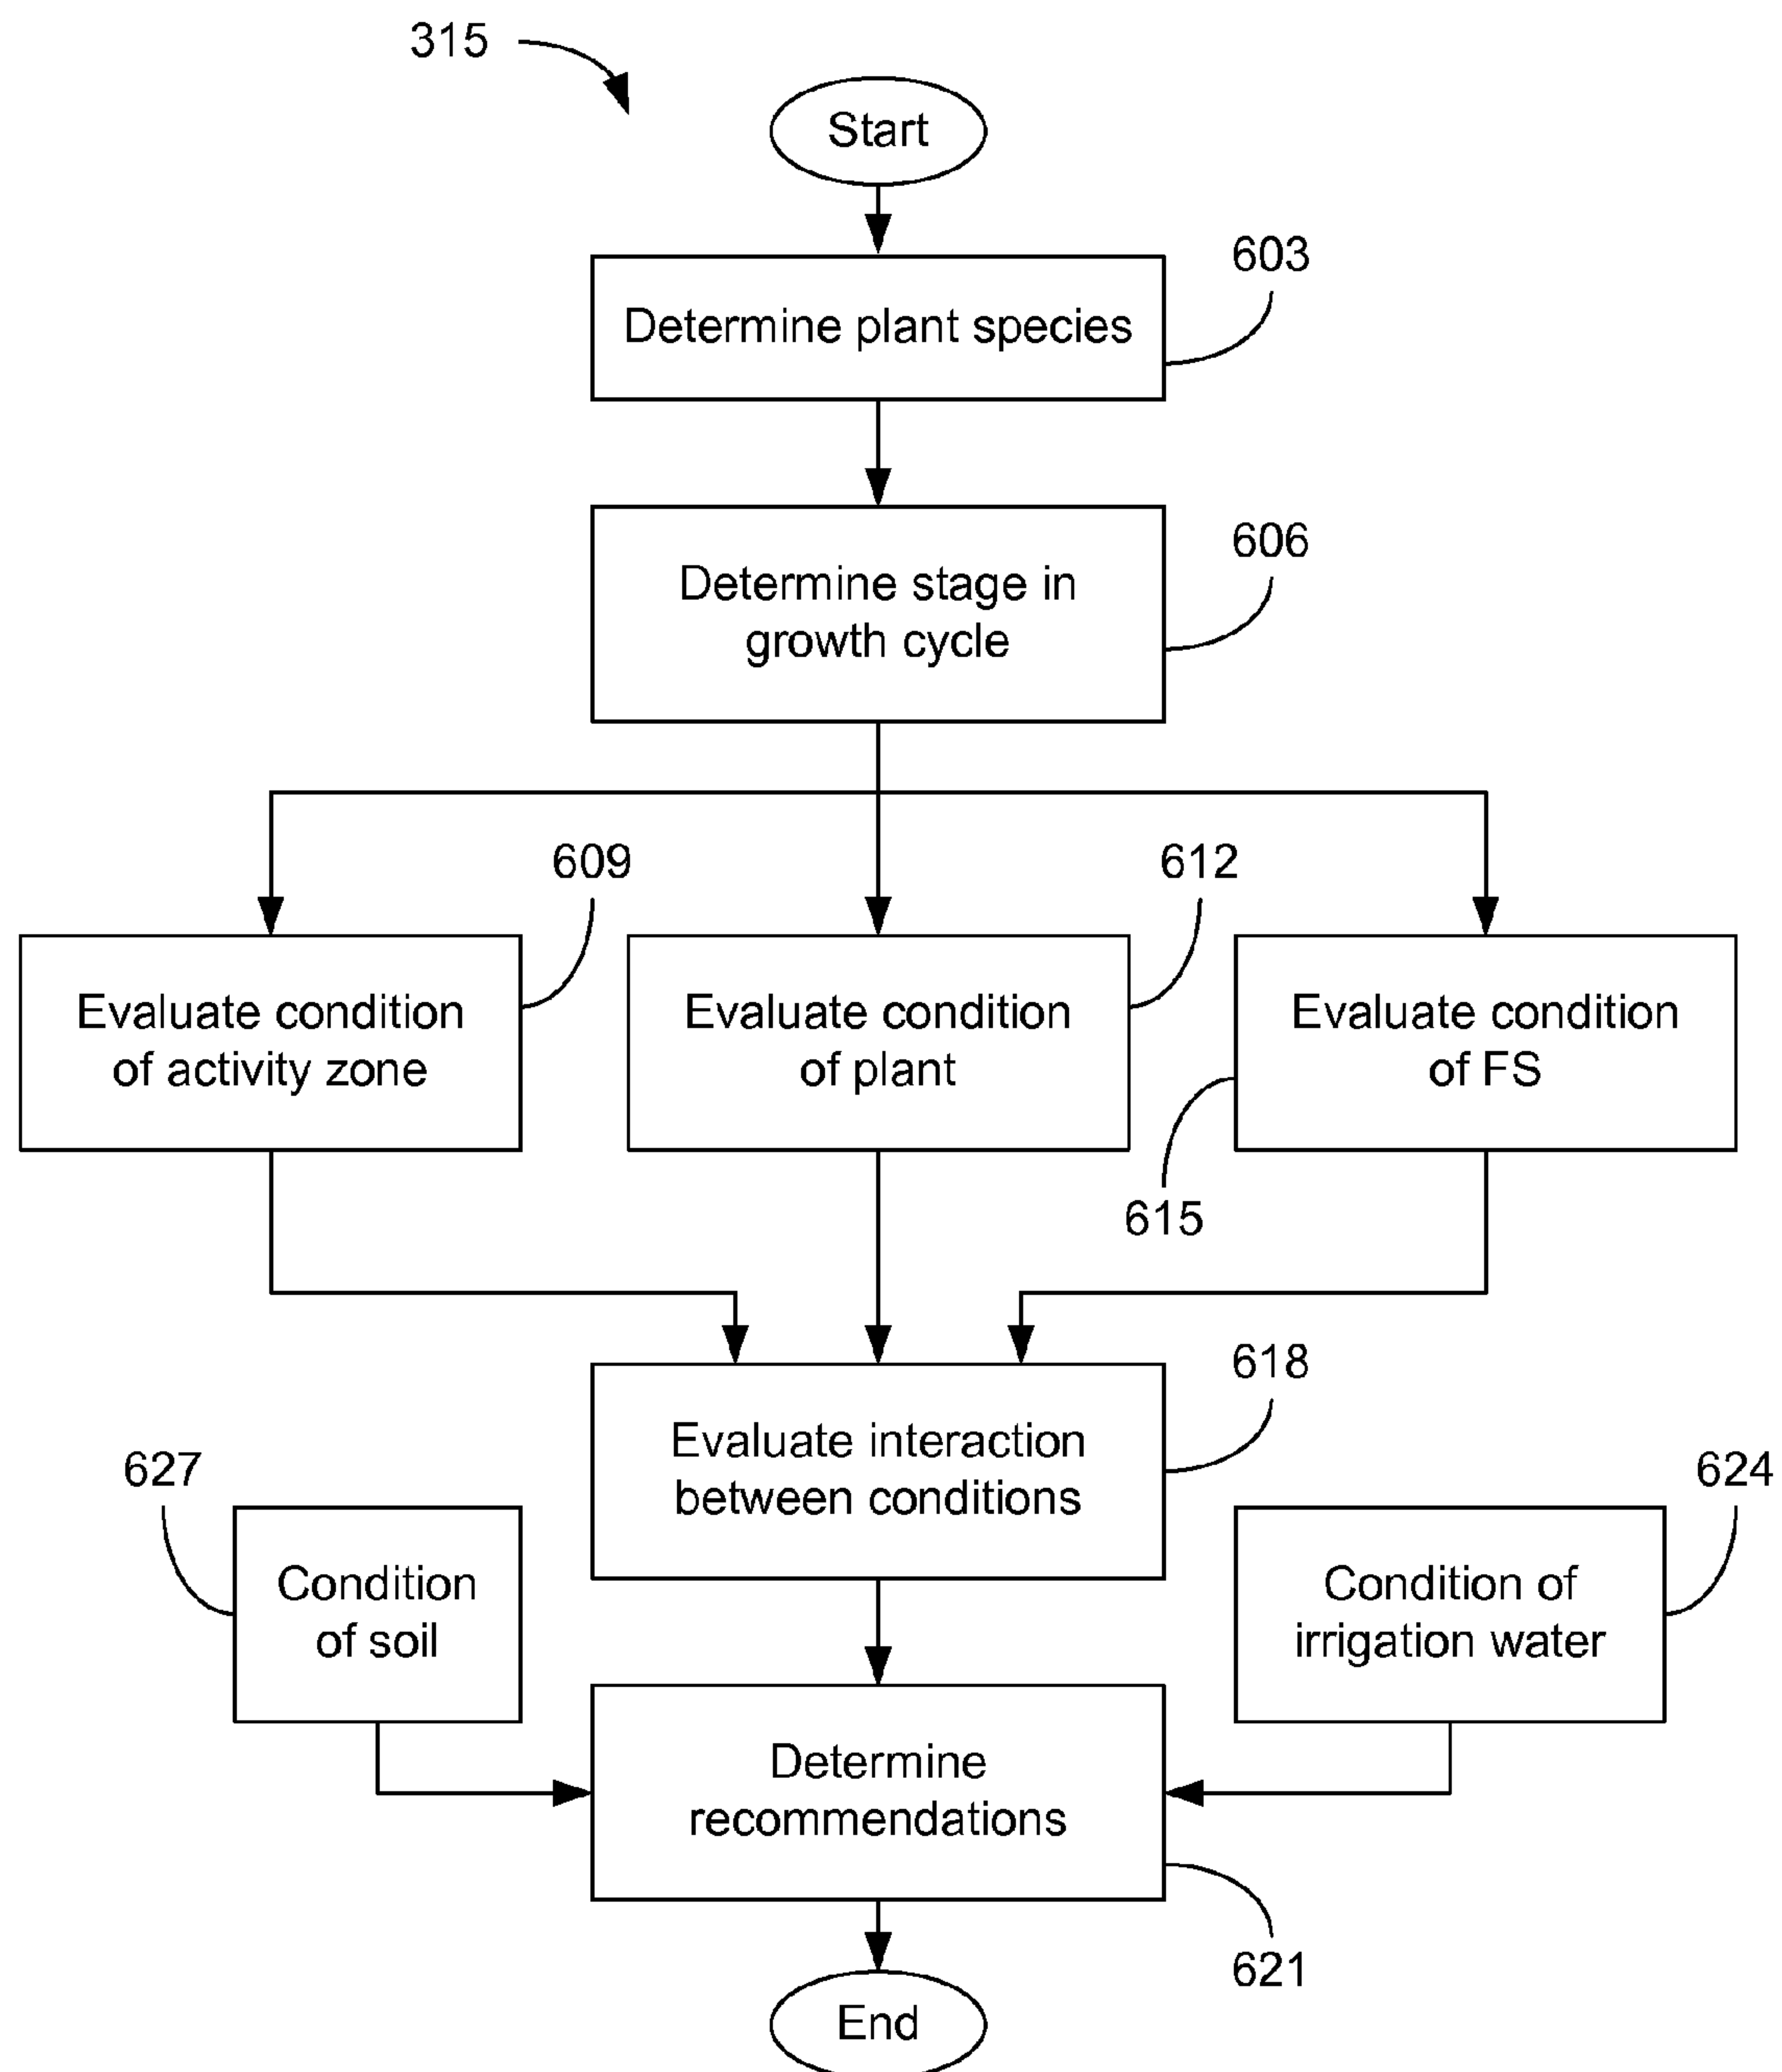 315
Start
603
Determine plant species
606
Determine stage in
growth cycle
609
612
Evaluate condition
of activity zone
Evaluate condition
of plant
Evaluate condition
of FS
615
618
Evaluate interaction
between conditions
627
624
Condition
of soil
Condition of
irrigation water
Determine
recommendations
621
End